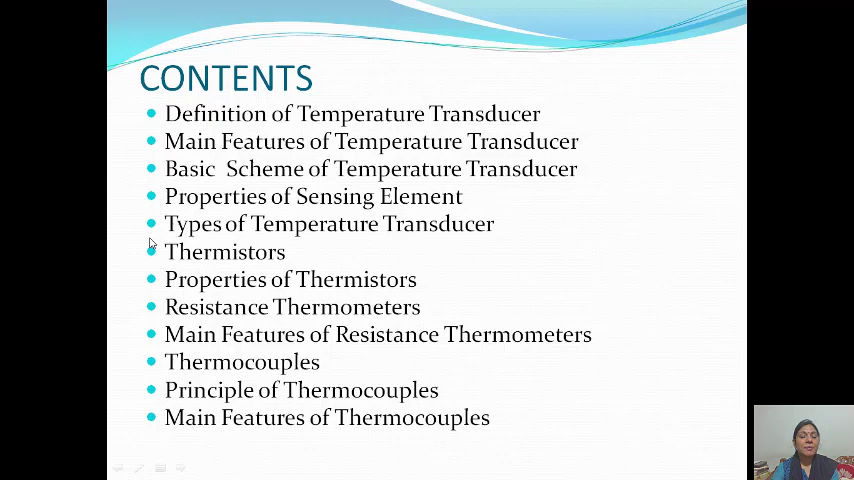 CONTENTS
Definition of Temperature Transducer
Main Features of Temperature Transducer
Basic Scheme of Temperature Transducer
Properties of Sensing Element
Types of Temperature Transducer
Thermistors
Properties of Thermistors
Resistance Thermometers
Main Features of Resistance Thermometers
Thermocouples
Principle of Thermocouples
Main Features of Thermocouples